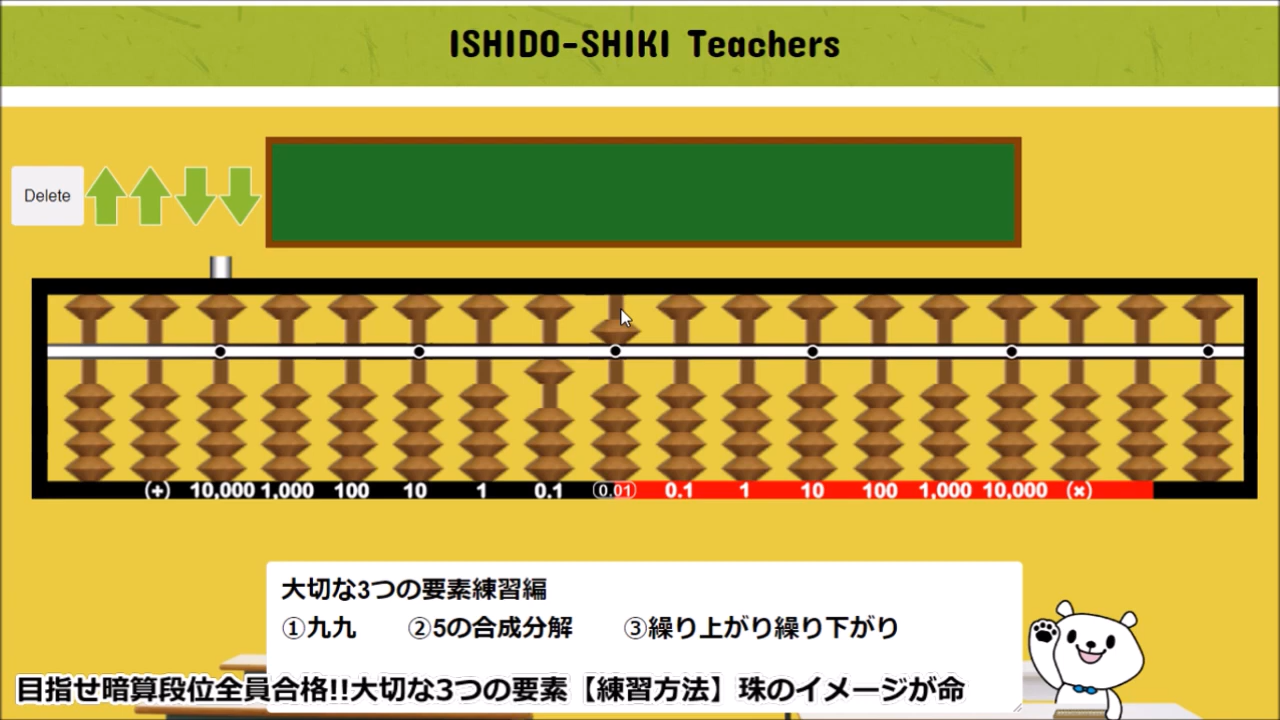 ISHIDO-SHIKI Teachers
Delete
(+) 10,000 1,000 100 10 1 0.1 (0.01) 0.1 1 10 100 1,000 10,000 (×)
大切な3つの要素練習編
①九九 ②5の合成分解 ③繰り上がり繰り下がり
目指せ暗算段位全員合格!!大切な3つの要素【練習方法】珠のイメージが命